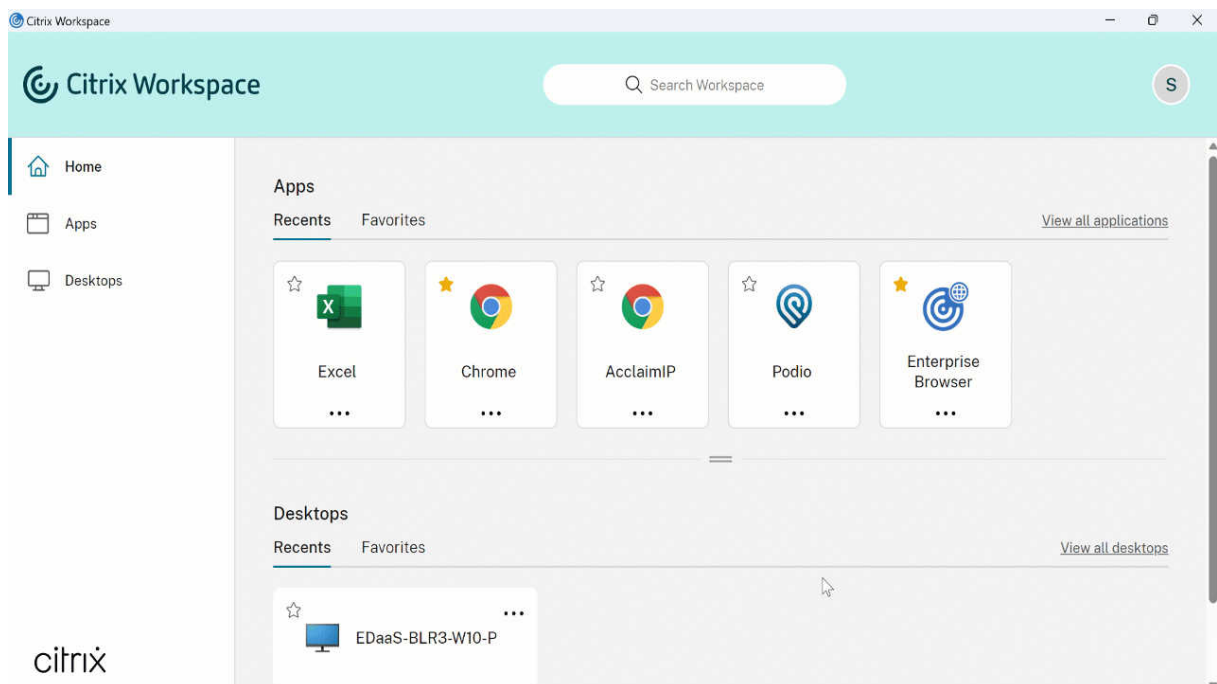 Citrix Workspace
Citrix Workspace
Search Workspace
S
Home
Apps
Desktops
Apps
Recents Favorites View all applications
X
Excel
Chrome
AcclaimIP
Podio
Enterprise
Browser
Desktops
Recents Favorites View all desktops
EDaaS-BLR3-W10-P
citrix